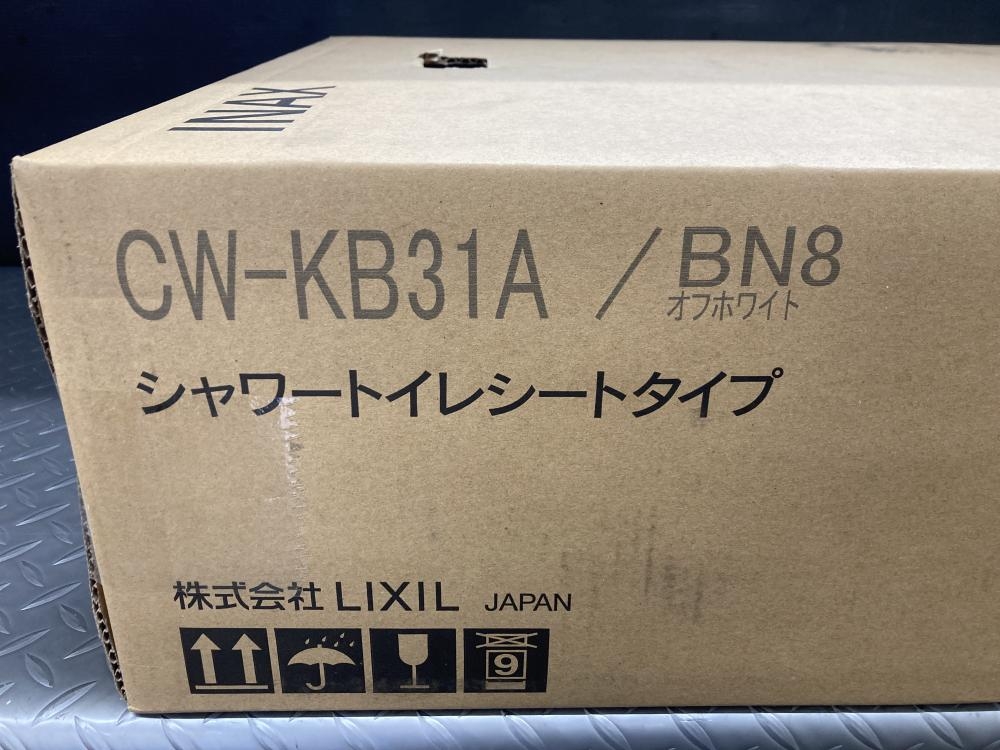 INAX
CW-KB31A / BN8
オフホワイト
シャワートイレシートタイプ
株式会社 LIXIL JAPAN
9